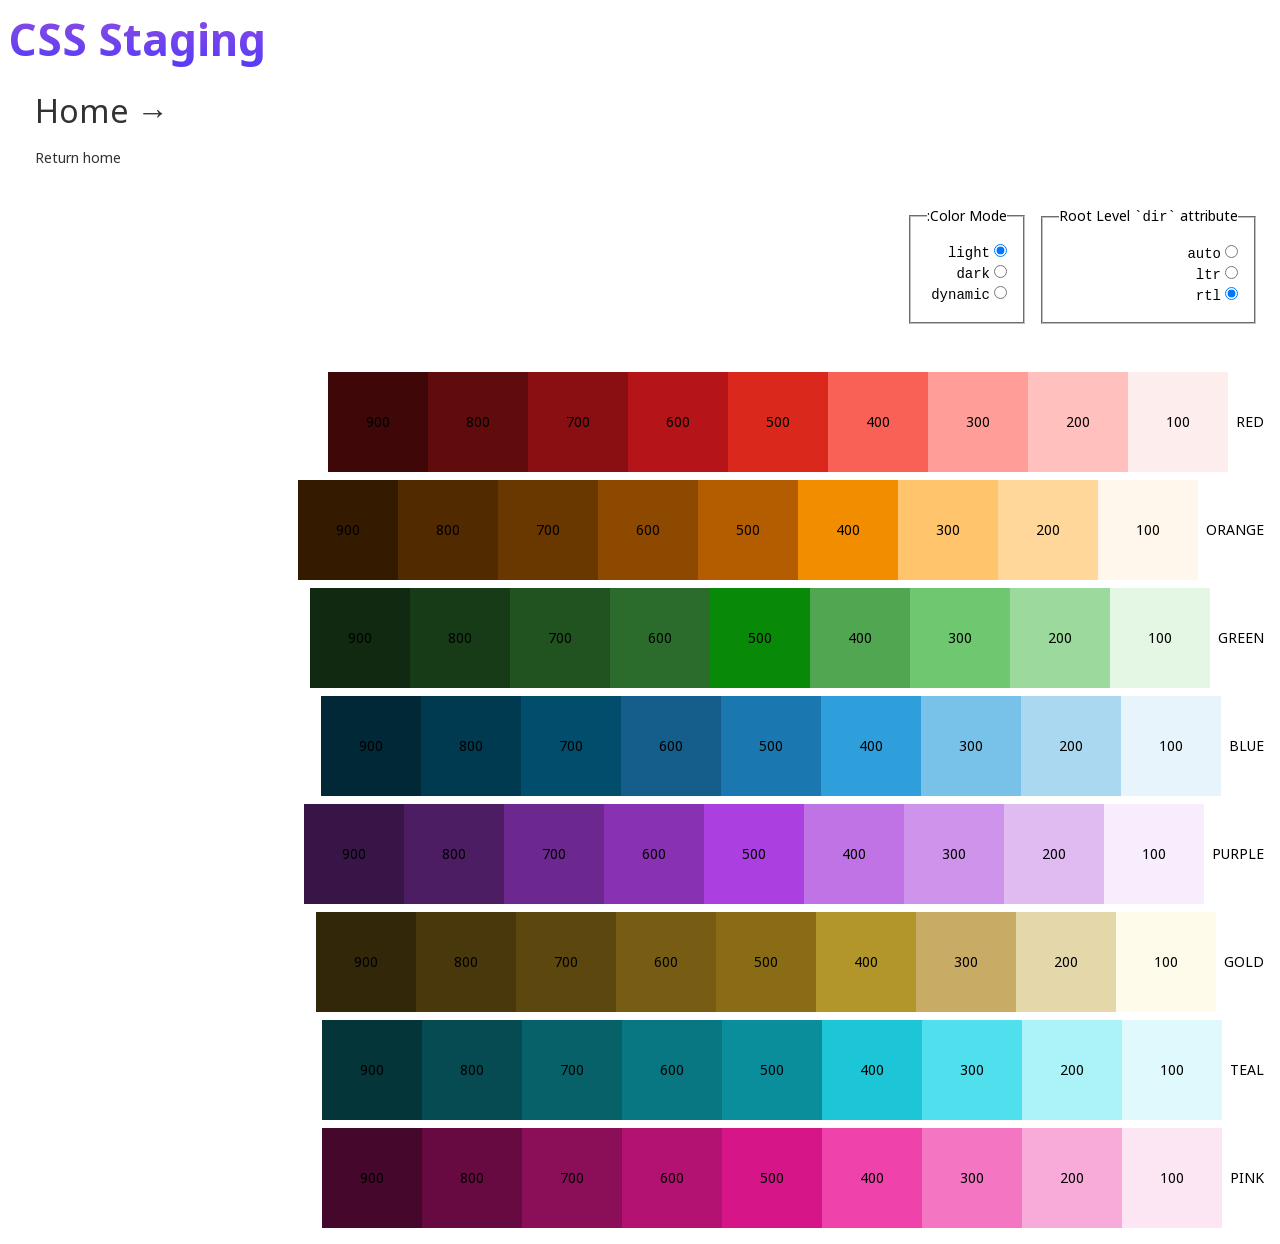 CSS Staging
Home →
Return home
Root Level `dir` attribute
auto
ltr
rtl
:Color Mode
light
dark
dynamic
900 800 700 600 500 400 300 200 100 RED
900 800 700 600 500 400 300 200 100 ORANGE
900 800 700 600 500 400 300 200 100 GREEN
900 800 700 600 500 400 300 200 100 BLUE
900 800 700 600 500 400 300 200 100 PURPLE
900 800 700 600 500 400 300 200 100 GOLD
900 800 700 600 500 400 300 200 100 TEAL
900 800 700 600 500 400 300 200 100 PINK